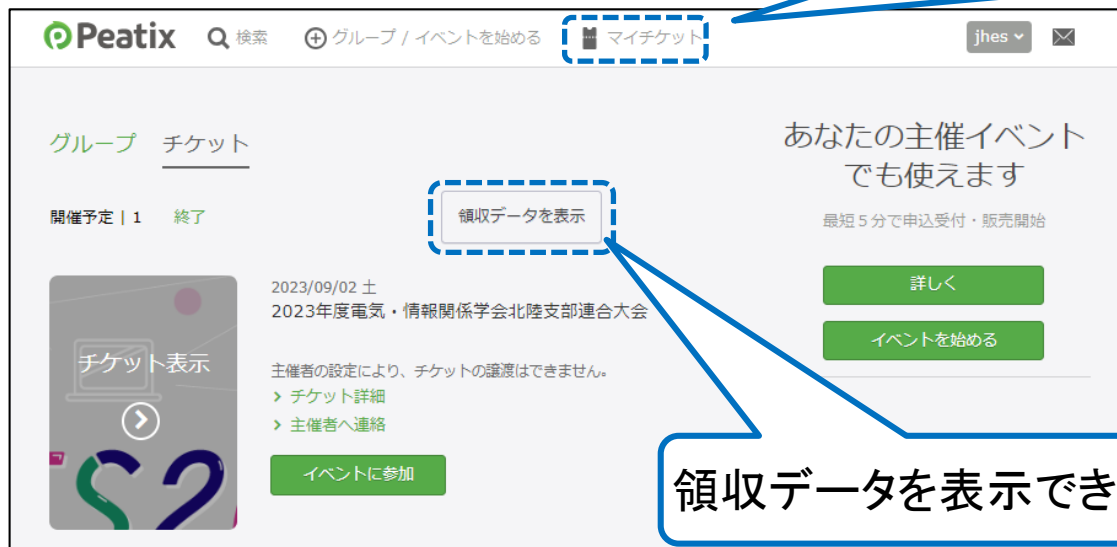 Peatix 検索 グループ / イベントを始める マイチケット jhes
グループ チケット
開催予定 | 1 終了
領収データを表示
チケット表示
2023/09/02 土
2023年度電気・情報関係学会北陸支部連合大会
主催者の設定により、チケットの譲渡はできません。
> チケット詳細
> 主催者へ連絡
イベントに参加
あなたの主催イベント
でも使えます
最短５分で申込受付・販売開始
詳しく
イベントを始める
領収データを表示でき